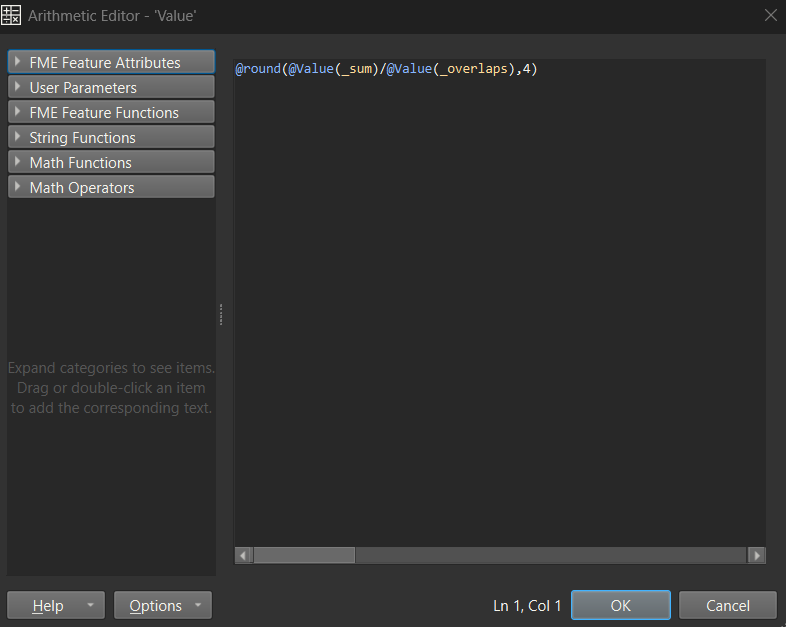 Arithmetic Editor - 'Value'
FME Feature Attributes
User Parameters
FME Feature Functions
String Functions
Math Functions
Math Operators
Expand categories to see items.
Drag or double-click an item
to add the corresponding text.
@round(@Value(_sum)/@Value(_overlaps),4)
Help
Options
Ln 1, Col 1
OK
Cancel